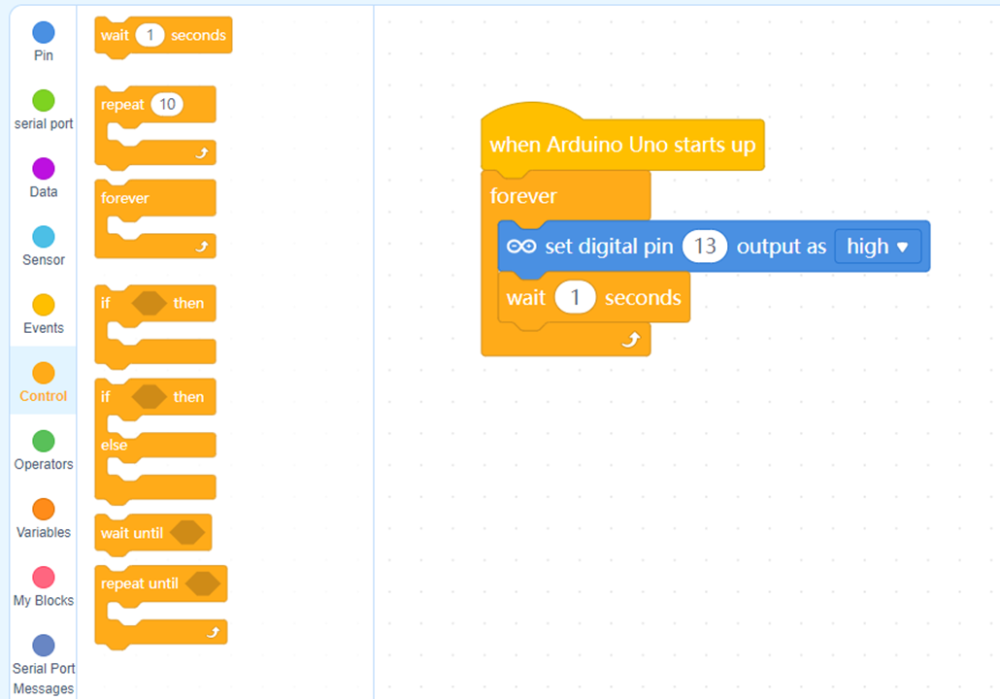 Pin
serial port
Data
Sensor
Events
Control
Operators
Variables
My Blocks
Serial Port
Messages
wait 1 seconds
repeat 10
forever
if then
if then
else
wait until
repeat until
when Arduino Uno starts up
forever
set digital pin 13 output as high
wait 1 seconds